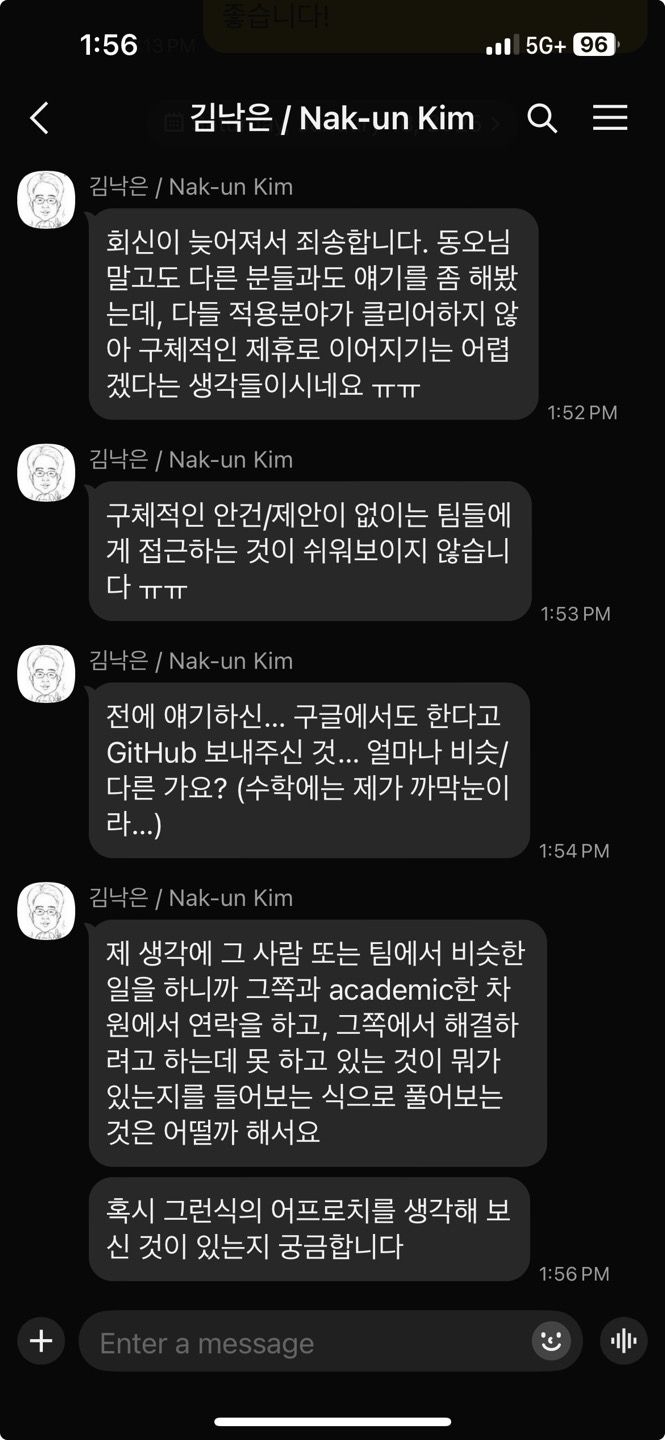 좋습니다!
1:56
13 PM
5G+
96
김낙은 / Nak-un Kim
김낙은 / Nak-un Kim
회신이 늦어져서 죄송합니다. 동오님
말고도 다른 분들과도 얘기를 좀 해봤
는데, 다들 적용분야가 클리어하지 않
아 구체적인 제휴로 이어지기는 어렵
겠다는 생각들이시네요 ㅠㅠ
1:52 PM
김낙은 / Nak-un Kim
구체적인 안건/제안이 없이는 팀들에
게 접근하는 것이 쉬워보이지 않습니
다 ㅠㅠ
1:53 PM
김낙은 / Nak-un Kim
전에 얘기하신... 구글에서도 한다고
GitHub 보내주신 것... 얼마나 비슷/
다른 가요? (수학에는 제가 까막눈이
라...)
1:54 PM
김낙은 / Nak-un Kim
제 생각에 그 사람 또는 팀에서 비슷한
일을 하니까 그쪽과 academic한 차
원에서 연락을 하고, 그쪽에서 해결하
려고 하는데 못 하고 있는 것이 뭐가
있는지를 들어보는 식으로 풀어보는
것은 어떨까 해서요
혹시 그런식의 어프로치를 생각해 보
신 것이 있는지 궁금합니다
1:56 PM
Enter a message